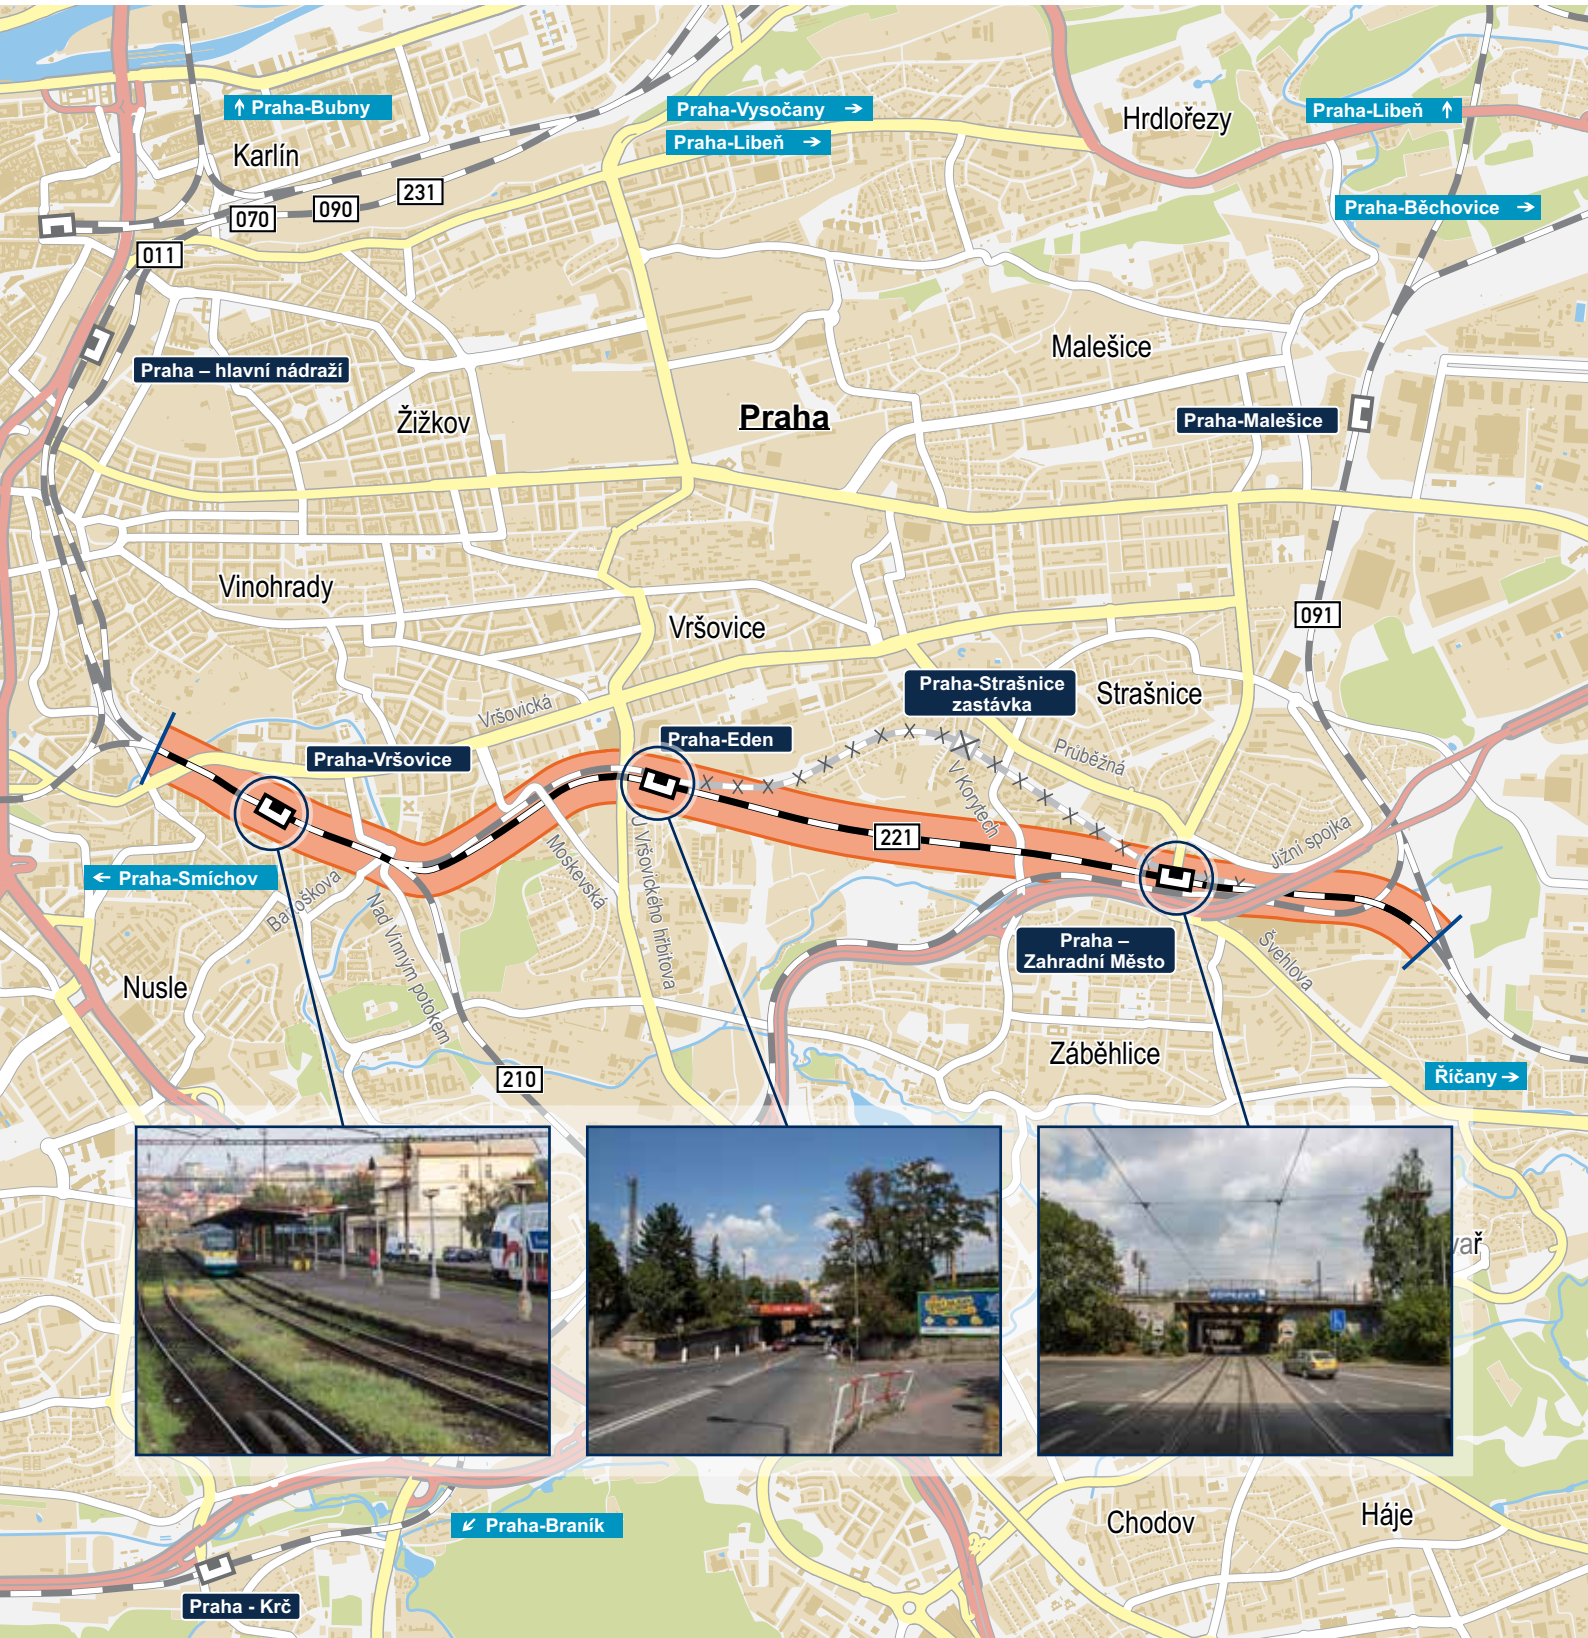 Praha-Bubny
Praha-Vysočany
Praha-Libeň
Hrdlořezy
Praha-Libeň
Karlín
231
090
070
Praha-Běchovice
011
Malešice
Praha – hlavní nádraží
Žižkov
Praha
Praha-Malešice
Vinohrady
Vršovice
091
Praha-Strašnice
zastávka
Strašnice
Vršovická
Praha-Eden
Praha-Vršovice
Průběžná
V Korytech
221
Jižní spojka
Praha-Smíchov
Moskevská
U Vršovického hřbitova
Nad Vinným potokem
Praha –
Zahradní Město
Švehlova
Nusle
Záběhlice
210
Říčany
Praha-Braník
Chodov
Háje
Praha - Krč